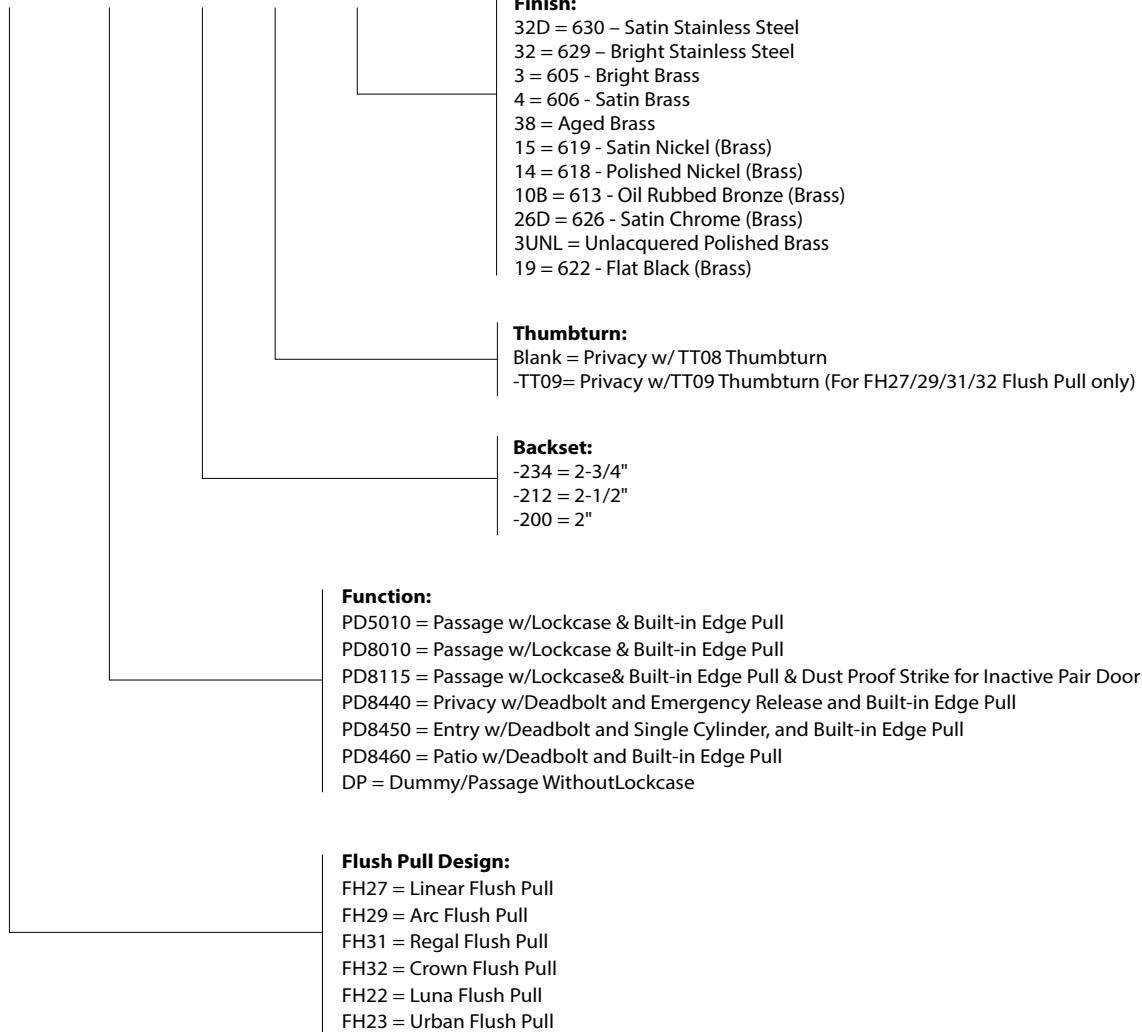 Finish:
32D = 630 – Satin Stainless Steel
32 = 629 – Bright Stainless Steel
3 = 605 - Bright Brass
4 = 606 - Satin Brass
38 = Aged Brass
15 = 619 - Satin Nickel (Brass)
14 = 618 - Polished Nickel (Brass)
10B = 613 - Oil Rubbed Bronze (Brass)
26D = 626 - Satin Chrome (Brass)
3UNL = Unlacquered Polished Brass
19 = 622 - Flat Black (Brass)
Thumbturn:
Blank = Privacy w/ TT08 Thumbturn
-TT09= Privacy w/TT09 Thumbturn (For FH27/29/31/32 Flush Pull only)
Backset:
-234 = 2-3/4"
-212 = 2-1/2"
-200 = 2"
Function:
PD5010 = Passage w/Lockcase & Built-in Edge Pull
PD8010 = Passage w/Lockcase & Built-in Edge Pull
PD8115 = Passage w/Lockcase& Built-in Edge Pull & Dust Proof Strike for Inactive Pair Door
PD8440 = Privacy w/Deadbolt and Emergency Release and Built-in Edge Pull
PD8450 = Entry w/Deadbolt and Single Cylinder, and Built-in Edge Pull
PD8460 = Patio w/Deadbolt and Built-in Edge Pull
DP = Dummy/Passage WithoutLockcase
Flush Pull Design:
FH27 = Linear Flush Pull
FH29 = Arc Flush Pull
FH31 = Regal Flush Pull
FH32 = Crown Flush Pull
FH22 = Luna Flush Pull
FH23 = Urban Flush Pull